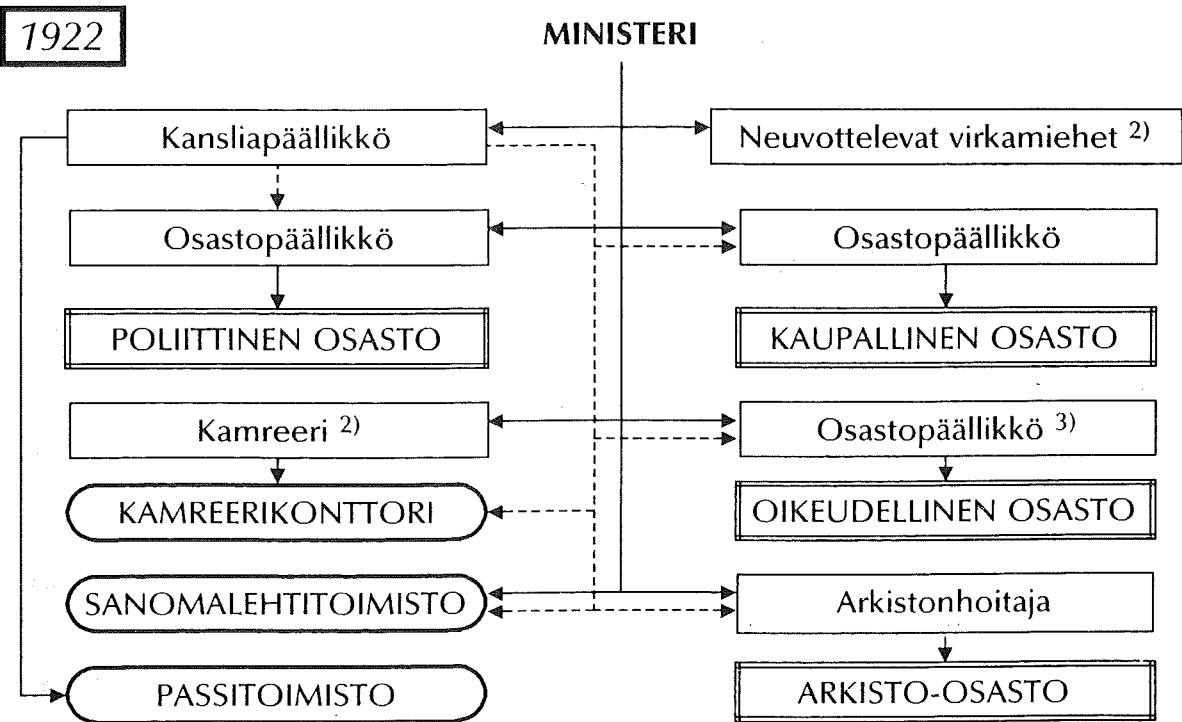 1922
MINISTERI
Kansliapäällikkö
Neuvottelevat virkamiehet 2)
Osastopäällikkö
Osastopäällikkö
POLIITTINEN OSASTO
KAUPALLINEN OSASTO
Kamreeri 2)
Osastopäällikkö 3)
KAMREERIKONTTORI
OIKEUDELLINEN OSASTO
SANOMALEHTITOIMISTO
Arkistonhoitaja
PASSITOIMISTO
ARKISTO-OSASTO